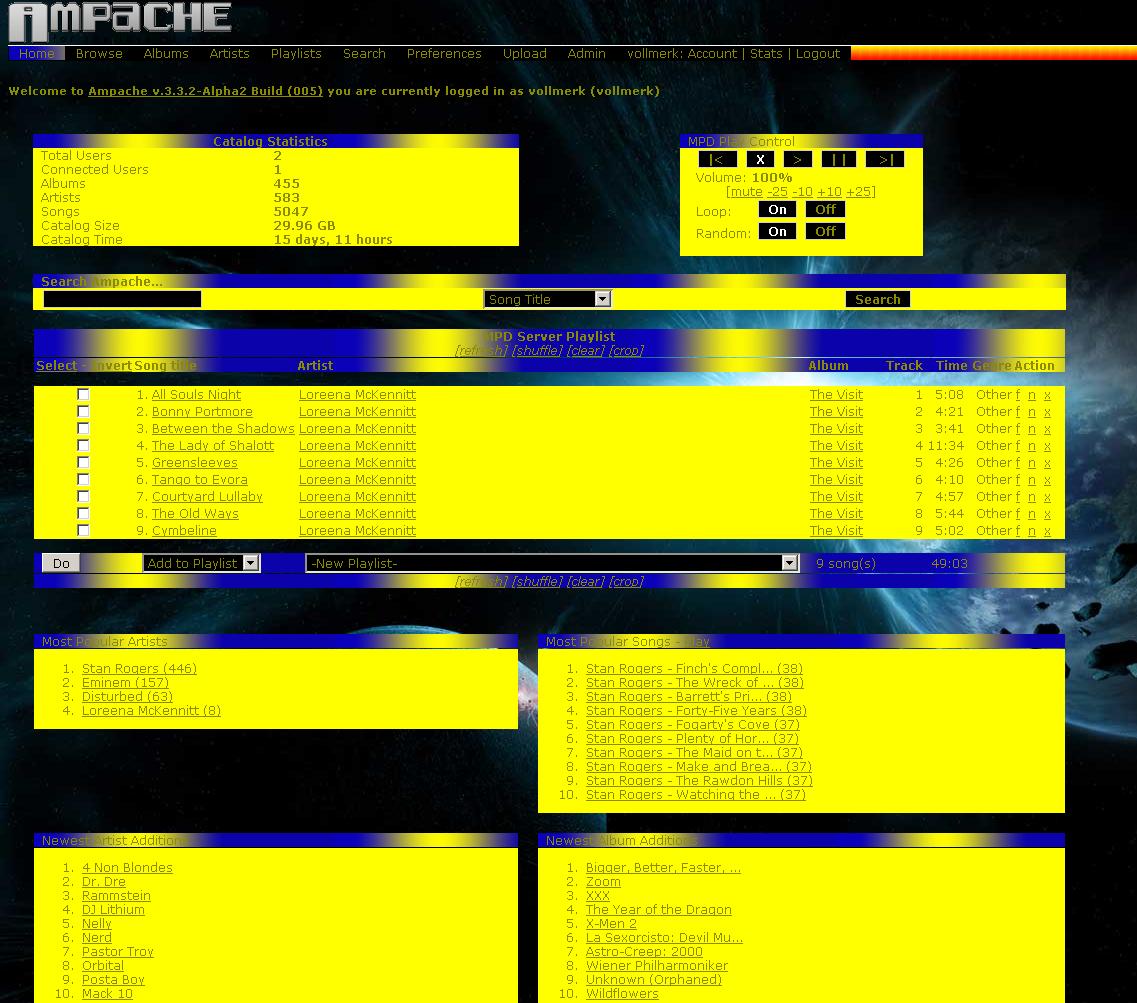 AMPACHE
Home Browse Albums Artists Playlists Search Preferences Upload Admin vollmerk: Account | Stats | Logout
Welcome to Ampache v.3.3.2-Alpha2 Build (005) you are currently logged in as vollmerk (vollmerk)
Catalog Statistics
Total Users 2
Connected Users 1
Albums 455
Artists 583
Songs 5047
Catalog Size 29.96 GB
Catalog Time 15 days, 11 hours
MPD Play Control
|< X > | | >|
Volume: 100%
[mute -25 -10 +10 +25]
Loop: On Off
Random: On Off
Search Ampache...
Song Title Search
MPD Server Playlist
[refresh] [shuffle] [clear] [crop]
Select - Invert Song title Artist Album Track Time Genre Action
1. All Souls Night Loreena McKennitt The Visit 1 5:08 Other f n x
2. Bonny Portmore Loreena McKennitt The Visit 2 4:21 Other f n x
3. Between the Shadows Loreena McKennitt The Visit 3 3:41 Other f n x
4. The Lady of Shalott Loreena McKennitt The Visit 4 11:34 Other f n x
5. Greensleeves Loreena McKennitt The Visit 5 4:26 Other f n x
6. Tango to Evora Loreena McKennitt The Visit 6 4:10 Other f n x
7. Courtyard Lullaby Loreena McKennitt The Visit 7 4:57 Other f n x
8. The Old Ways Loreena McKennitt The Visit 8 5:44 Other f n x
9. Cymbeline Loreena McKennitt The Visit 9 5:02 Other f n x
Do Add to Playlist -New Playlist- 9 song(s) 49:03
[refresh] [shuffle] [clear] [crop]
Most Popular Artists
1. Stan Rogers (446)
2. Eminem (157)
3. Disturbed (63)
4. Loreena McKennitt (8)
Most Popular Songs - Play
1. Stan Rogers - Finch's Compl... (38)
2. Stan Rogers - The Wreck of ... (38)
3. Stan Rogers - Barrett's Pri... (38)
4. Stan Rogers - Forty-Five Years (38)
5. Stan Rogers - Fogarty's Cove (37)
6. Stan Rogers - Plenty of Hor... (37)
7. Stan Rogers - The Maid on t... (37)
8. Stan Rogers - Make and Brea... (37)
9. Stan Rogers - The Rawdon Hills (37)
10. Stan Rogers - Watching the ... (37)
Newest Artist Additions
1. 4 Non Blondes
2. Dr. Dre
3. Rammstein
4. DJ Lithium
5. Nelly
6. Nerd
7. Pastor Troy
8. Orbital
9. Posta Boy
10. Mack 10
Newest Album Additions
1. Bigger, Better, Faster, ...
2. Zoom
3. XXX
4. The Year of the Dragon
5. X-Men 2
6. La Sexorcisto: Devil Mu...
7. Astro-Creep: 2000
8. Wiener Philharmoniker
9. Unknown (Orphaned)
10. Wildflowers